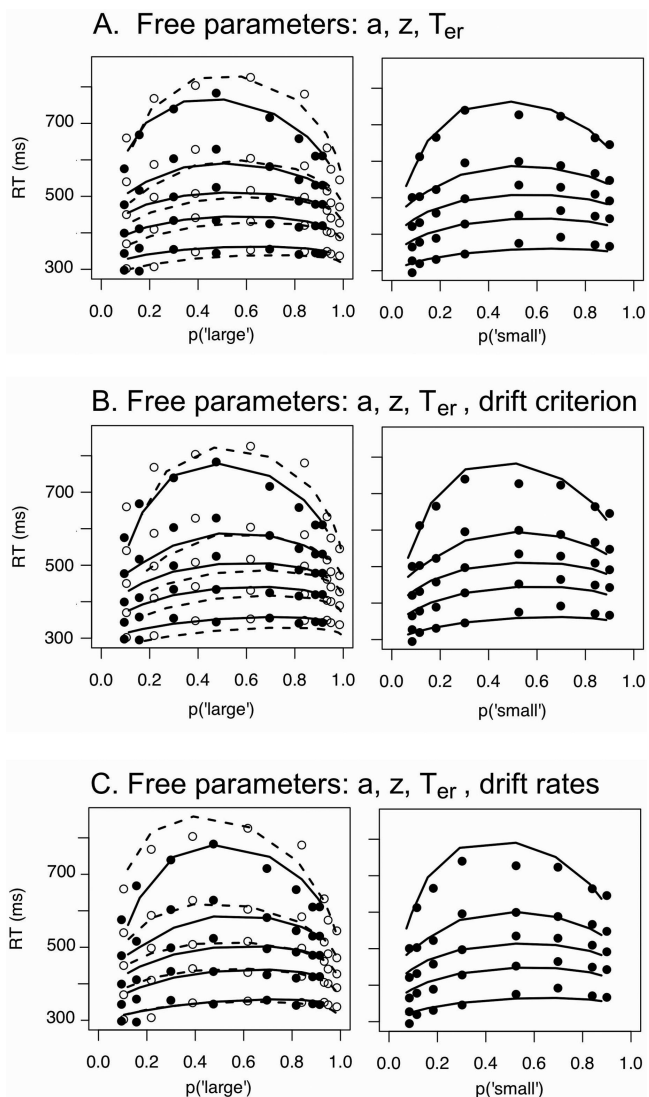 A. Free parameters: a, z, Ter
RT (ms)
700
500
300
0.0 0.2 0.4 0.6 0.8 1.0
p('large')
0.0 0.2 0.4 0.6 0.8 1.0
p('small')
B. Free parameters: a, z, Ter , drift criterion
RT (ms)
700
500
300
0.0 0.2 0.4 0.6 0.8 1.0
p('large')
0.0 0.2 0.4 0.6 0.8 1.0
p('small')
C. Free parameters: a, z, Ter , drift rates
RT (ms)
700
500
300
0.0 0.2 0.4 0.6 0.8 1.0
p('large')
0.0 0.2 0.4 0.6 0.8 1.0
p('small')